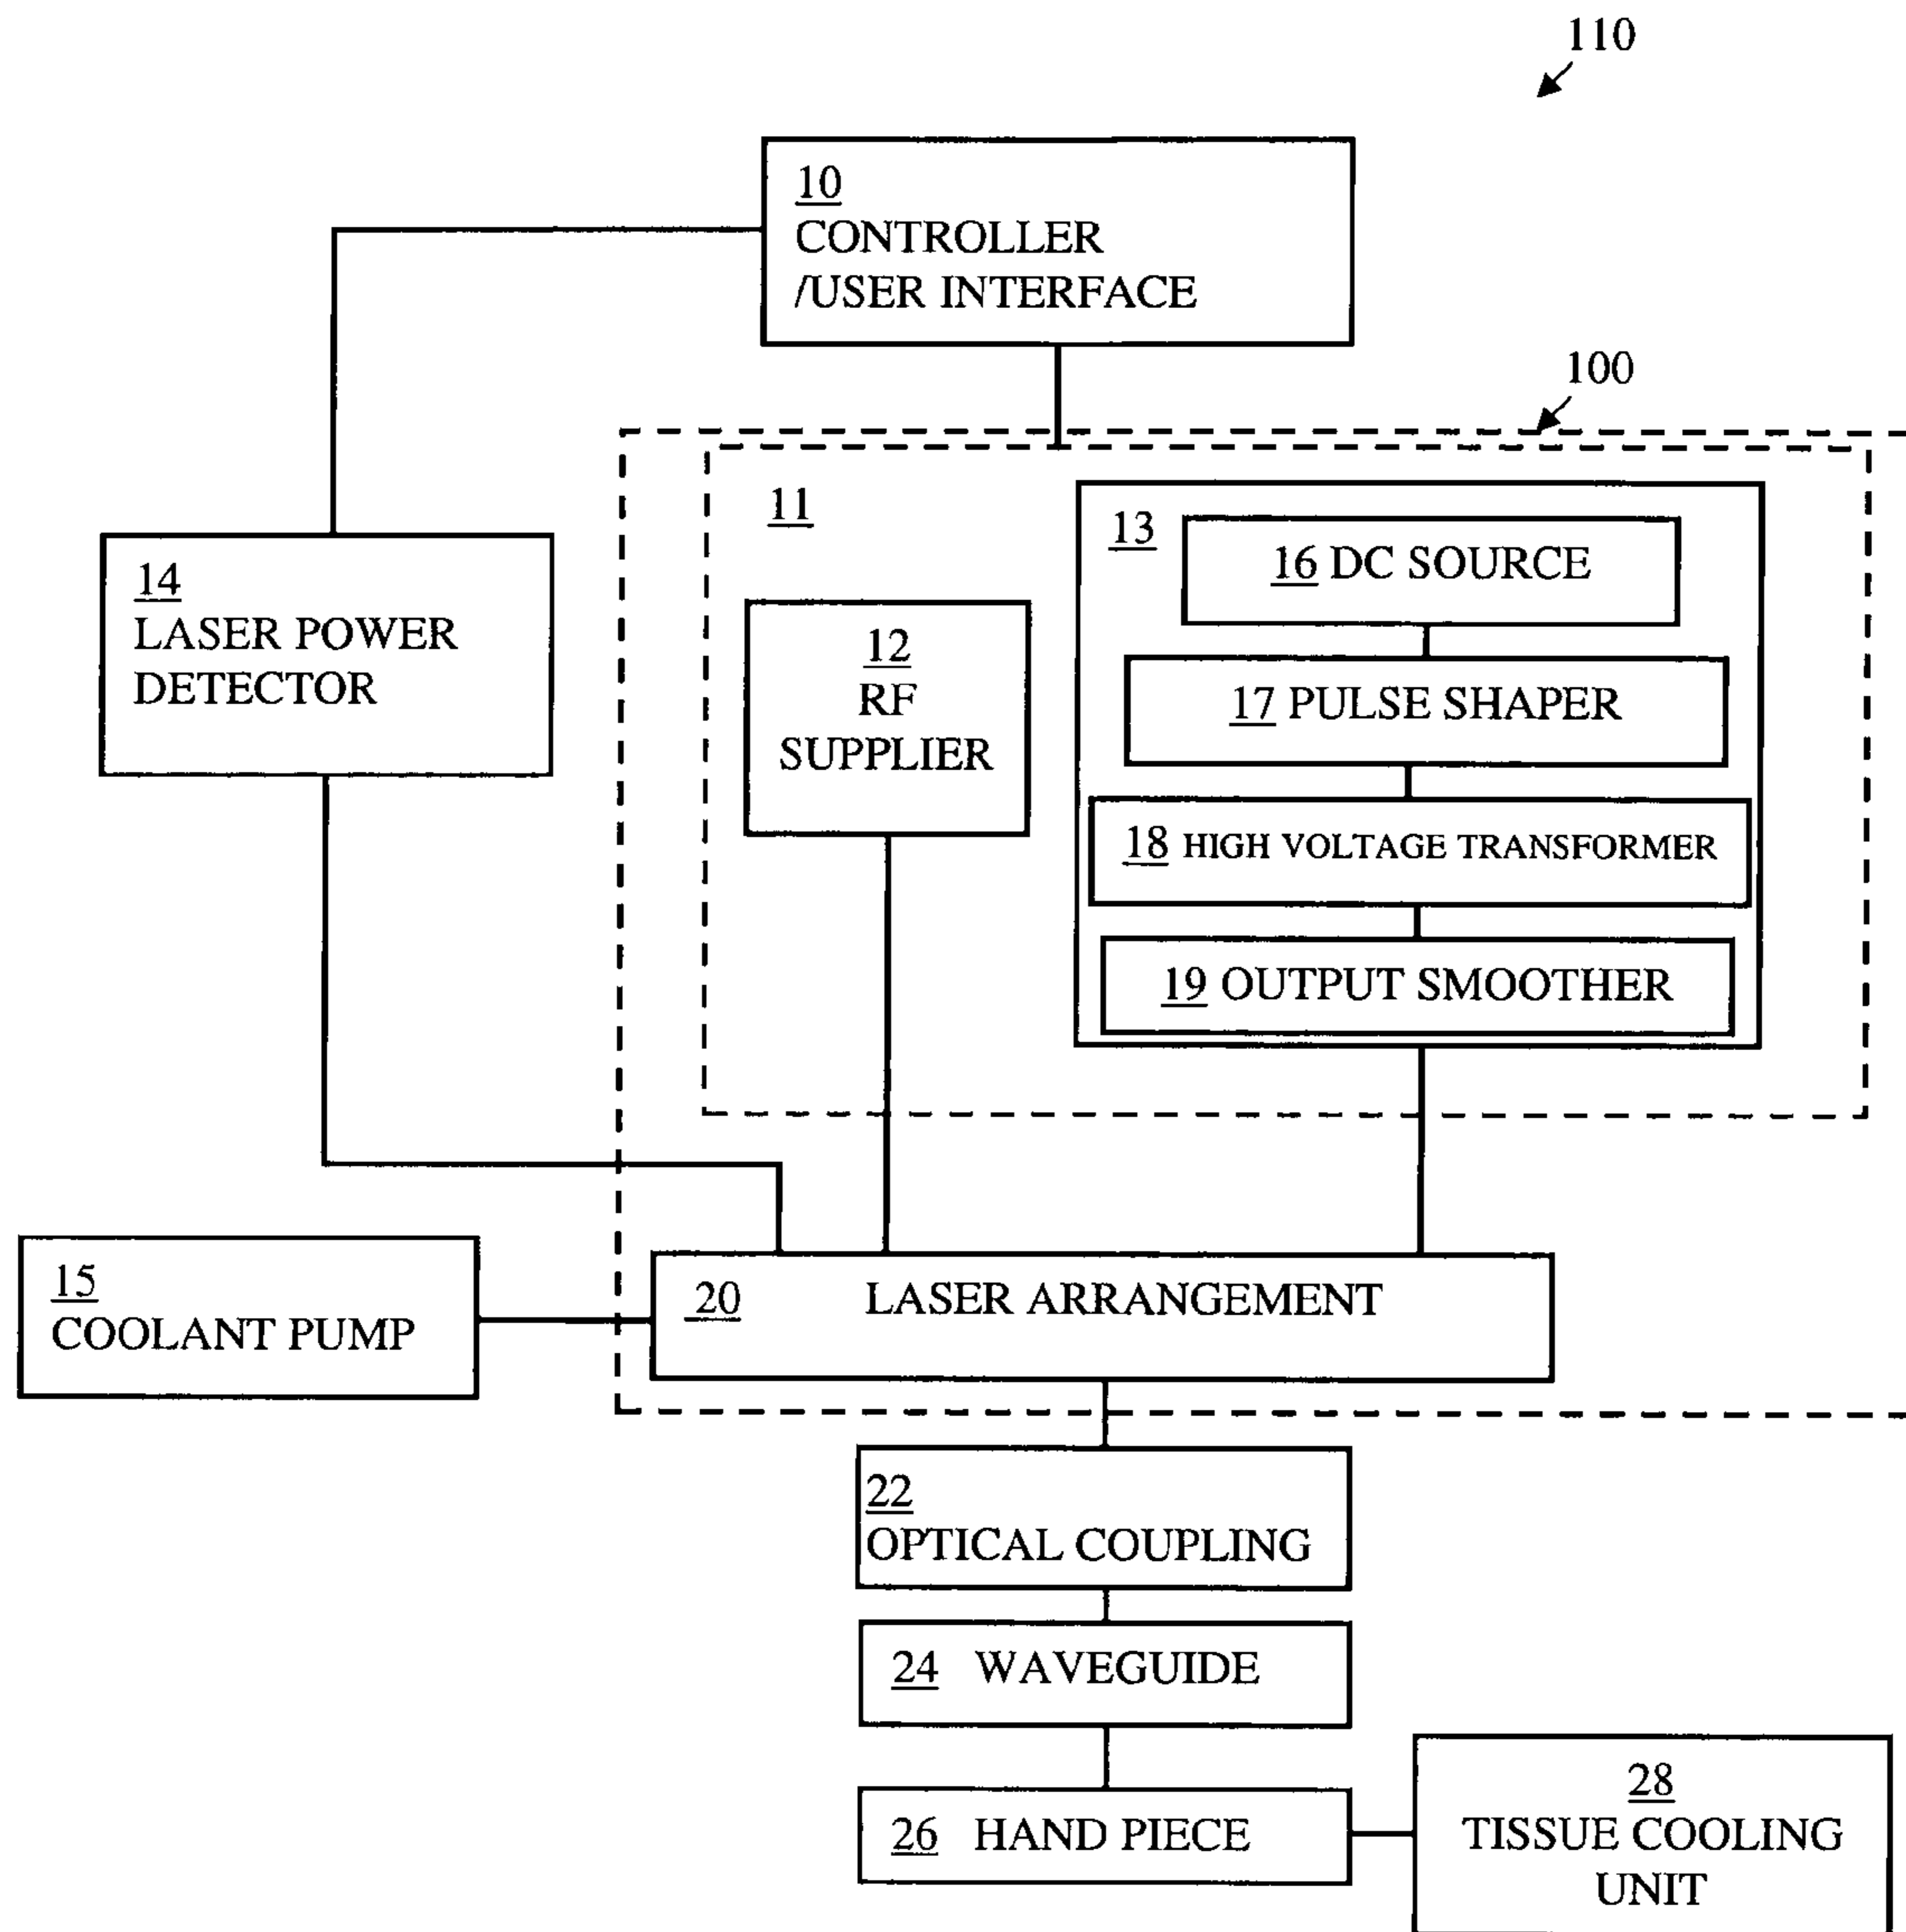 110
10
CONTROLLER
/USER INTERFACE
100
11
13
16 DC SOURCE
14
LASER POWER
DETECTOR
12
RF
SUPPLIER
17 PULSE SHAPER
18 HIGH VOLTAGE TRANSFORMER
19 OUTPUT SMOOTHER
15
COOLANT PUMP
20 LASER ARRANGEMENT
22
OPTICAL COUPLING
24 WAVEGUIDE
26 HAND PIECE
28
TISSUE COOLING
UNIT